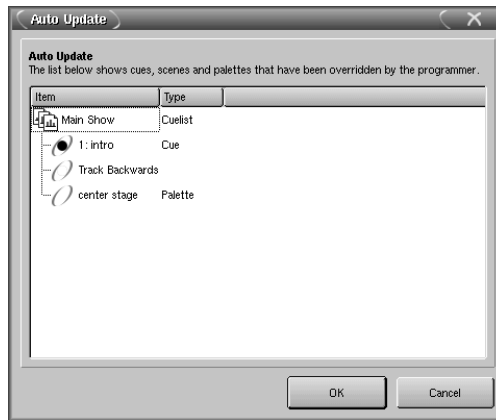 Auto Update
Auto Update
The list below shows cues, scenes and palettes that have been overridden by the programmer.
Item Type
Main Show Cuelist
1: intro Cue
Track Backwards
center stage Palette
OK Cancel